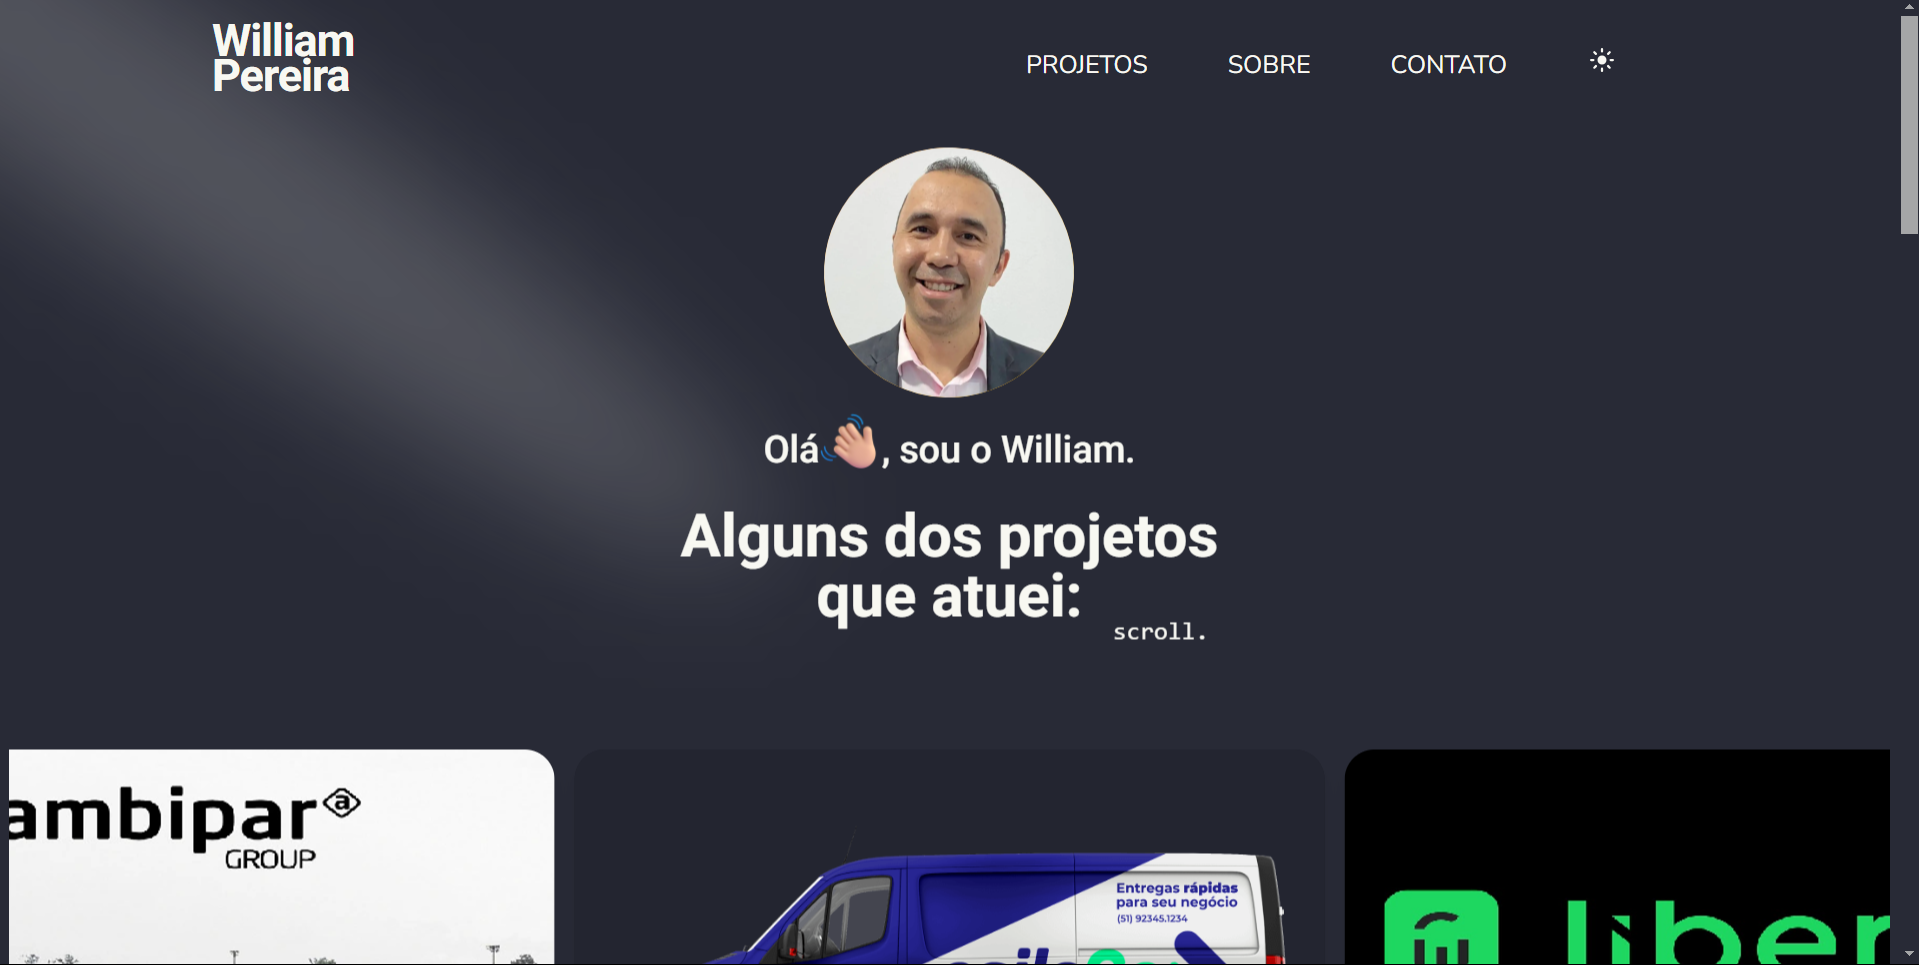 William
Pereira
PROJETOS
SOBRE
CONTATO
Olá👋, sou o William.
Alguns dos projetos
que atuei:
scroll.
ambipar
GROUP
Entregas rápidas
para seu negócio
(51) 92345.1234
liber